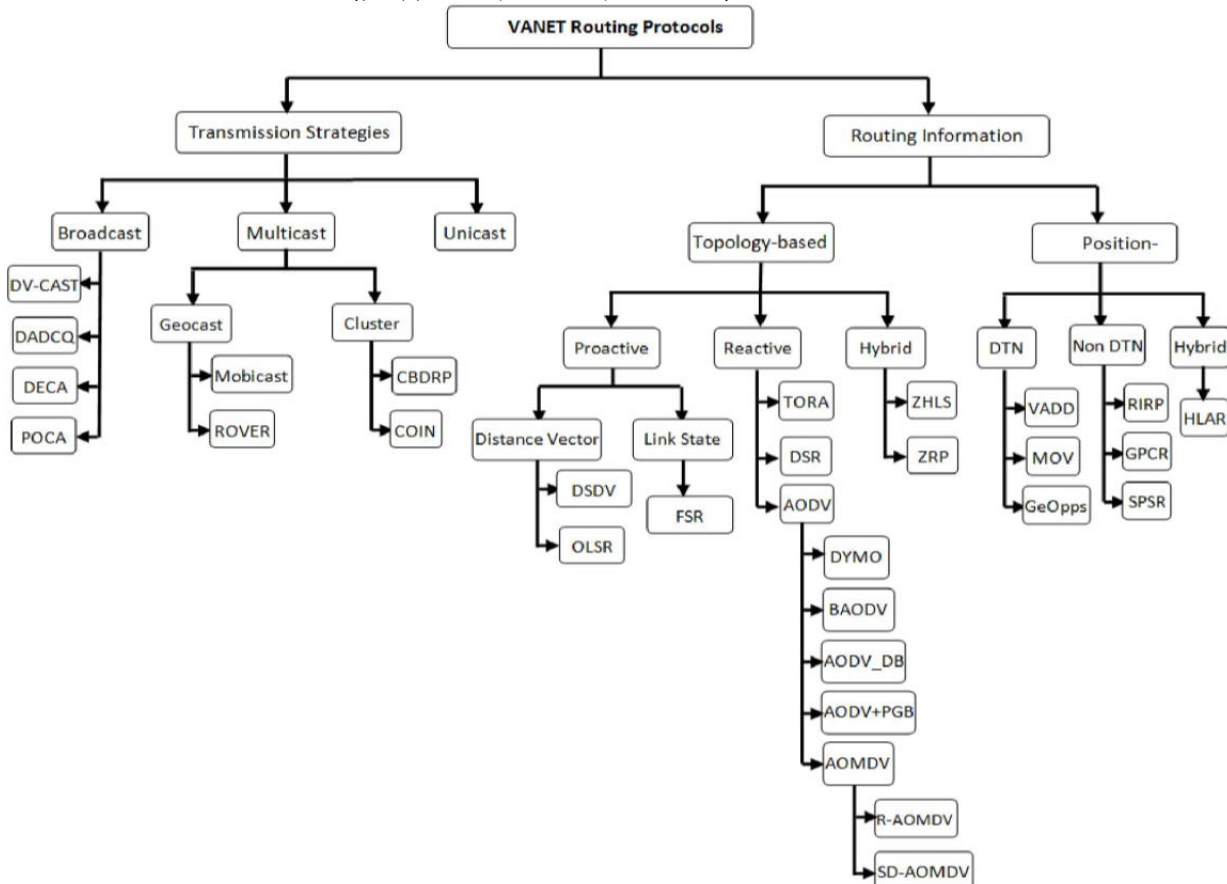 VANET Routing Protocols
Transmission Strategies
Routing Information
Broadcast
Multicast
Unicast
Topology-based
Position-
DV-CAST
DADCQ
DECA
POCA
Geocast
Cluster
Mobicast
ROVER
CBDRP
COIN
Proactive
Reactive
Hybrid
DTN
Non DTN
Hybrid
Distance Vector
Link State
DSDV
OLSR
FSR
TORA
DSR
AODV
ZHLS
ZRP
VADD
MOV
GeOpps
RIRP
GPCR
SPSR
HLAR
DYMO
BAODV
AODV_DB
AODV+PGB
AOMDV
R-AOMDV
SD-AOMDV